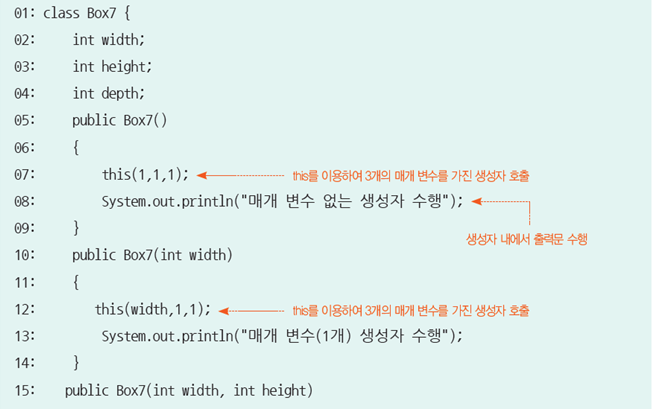 01: class Box7 {
02: int width;
03: int height;
04: int depth;
05: public Box7()
06: {
07: this(1,1,1); this를 이용하여 3개의 매개 변수를 가진 생성자 호출
08: System.out.println("매개 변수 없는 생성자 수행");
09: }
생성자 내에서 출력문 수행
10: public Box7(int width)
11: {
12: this(width,1,1); this를 이용하여 3개의 매개 변수를 가진 생성자 호출
13: System.out.println("매개 변수(1개) 생성자 수행");
14: }
15: public Box7(int width, int height)